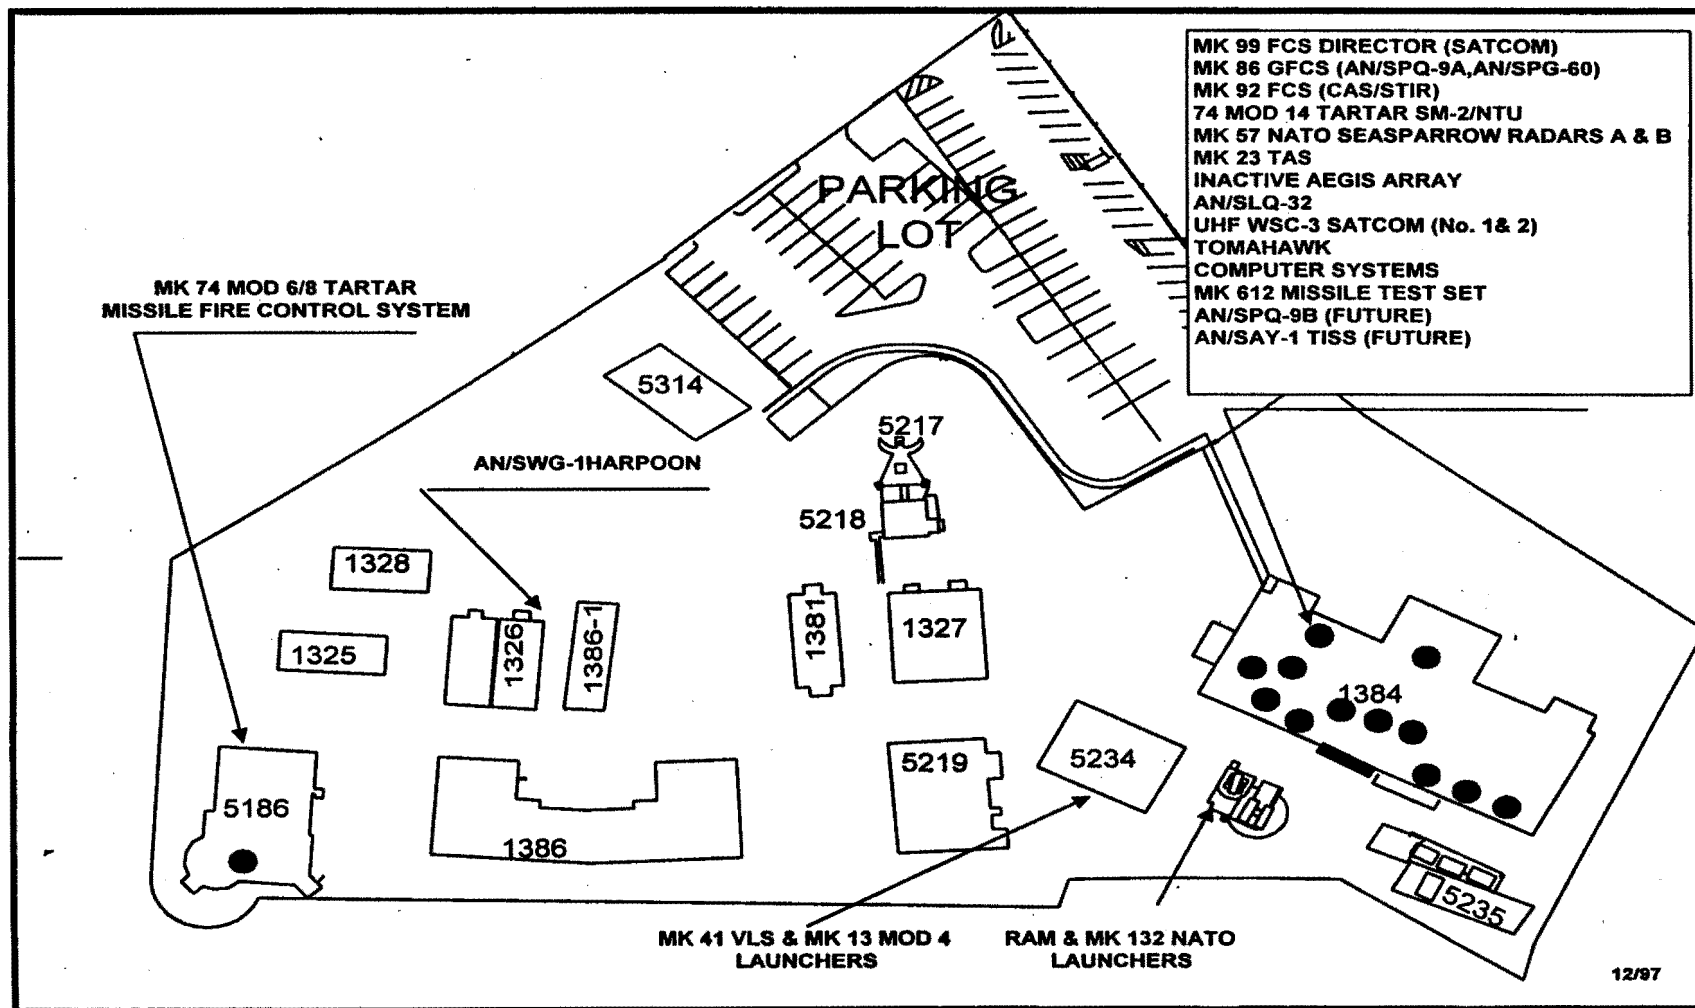 MK 99 FCS DIRECTOR (SATCOM)
MK 86 GFCS (AN/SPQ-9A,AN/SPG-60)
MK 92 FCS (CAS/STIR)
74 MOD 14 TARTAR SM-2/NTU
MK 57 NATO SEASPARROW RADARS A & B
MK 23 TAS
INACTIVE AEGIS ARRAY
AN/SLQ-32
UHF WSC-3 SATCOM (No. 1& 2)
TOMAHAWK
COMPUTER SYSTEMS
MK 612 MISSILE TEST SET
AN/SPQ-9B (FUTURE)
AN/SAY-1 TISS (FUTURE)
PARKING
LOT
MK 74 MOD 6/8 TARTAR
MISSILE FIRE CONTROL SYSTEM
5314
5217
AN/SWG-1HARPOON
5218
1328
1325
1326
1386-1
1381
1327
1384
5186
1386
5219
5234
5235
MK 41 VLS & MK 13 MOD 4
LAUNCHERS
RAM & MK 132 NATO
LAUNCHERS
12/97